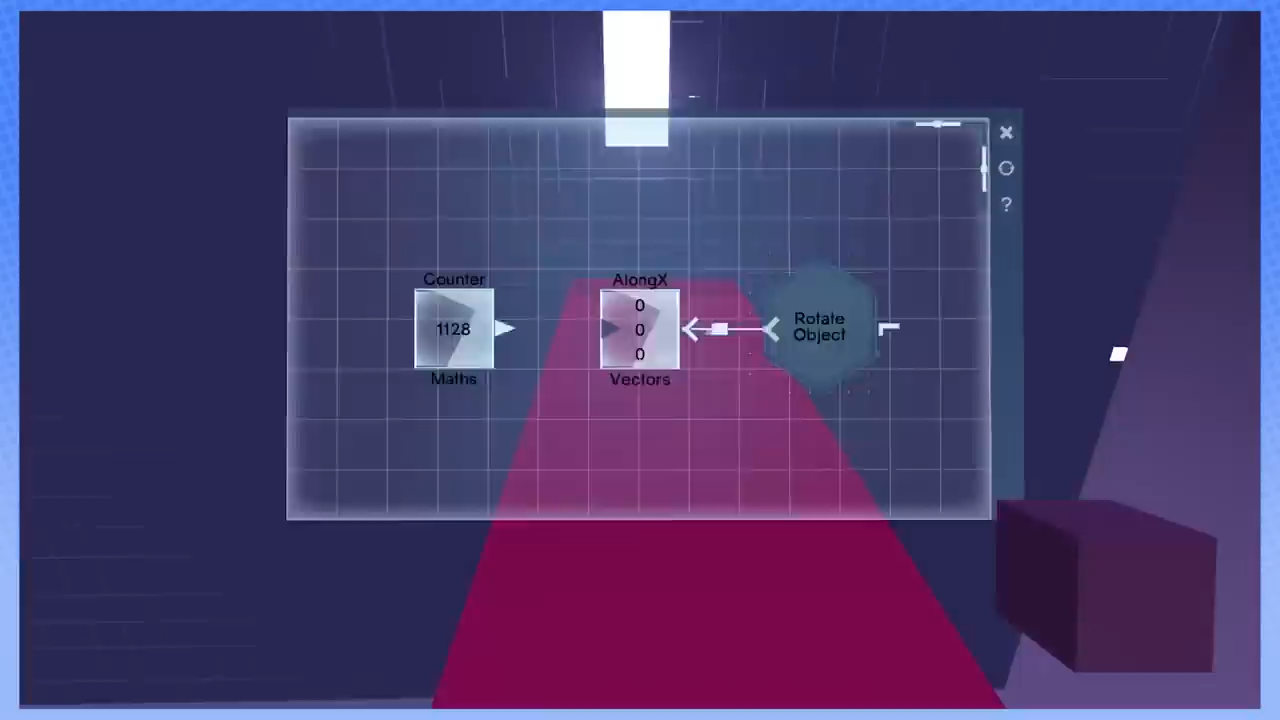 ?
Counter
1128
Maths
AlongX
0
0
0
Vectors
Rotate
Object